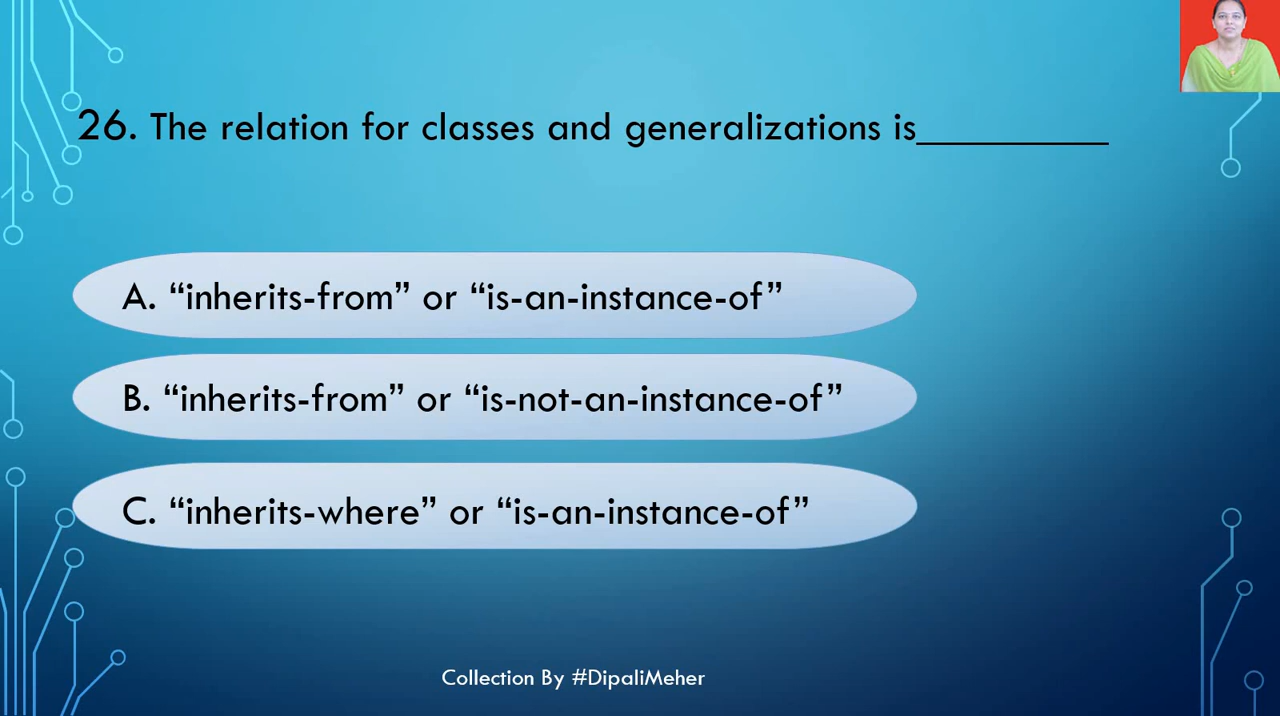 26. The relation for classes and generalizations is__________
A. “inherits-from” or “is-an-instance-of”
B. “inherits-from” or “is-not-an-instance-of”
C. “inherits-where” or “is-an-instance-of”
Collection By #DipaliMeher